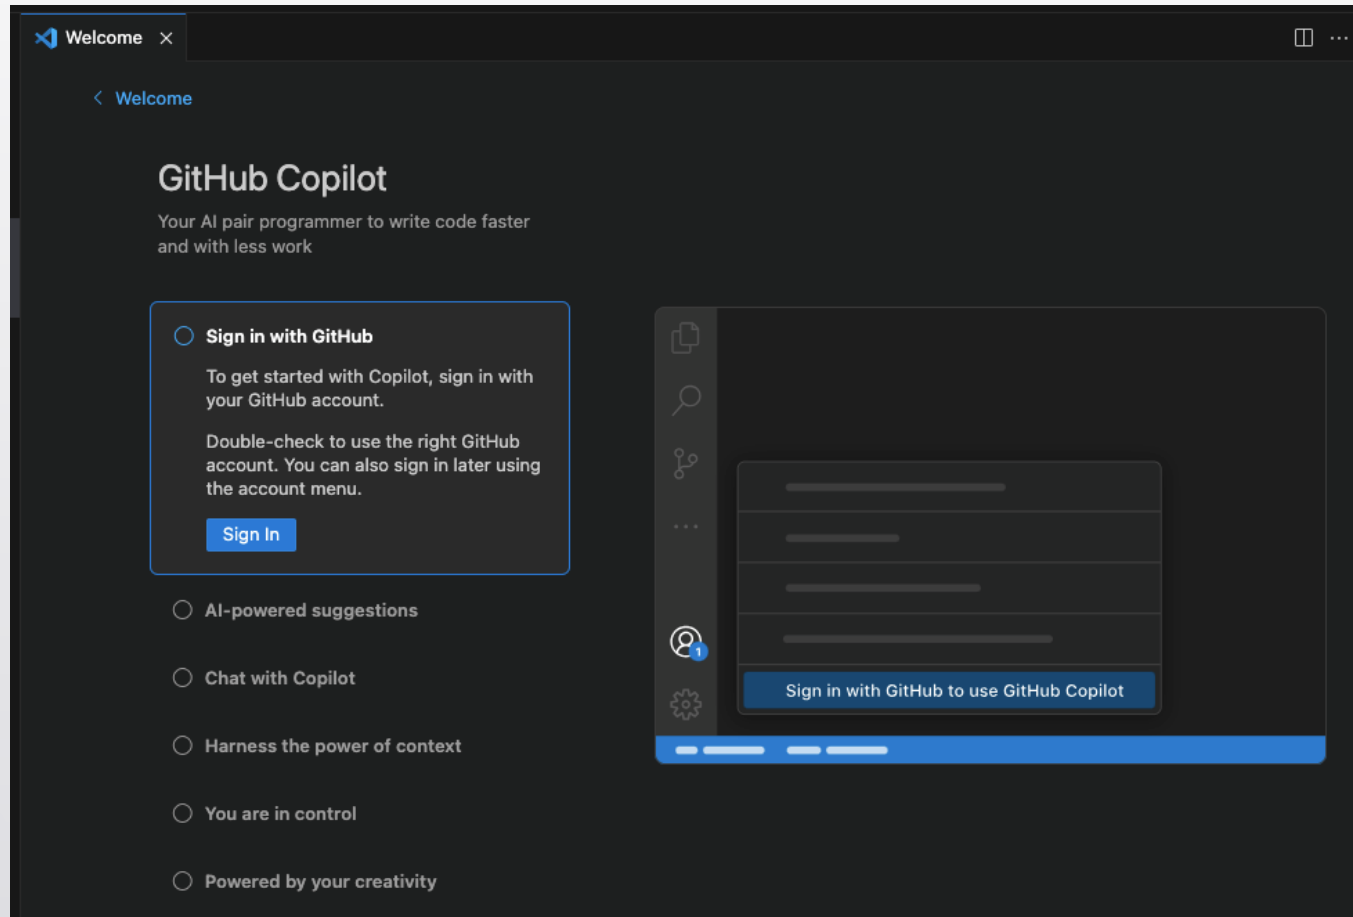 Welcome
Welcome
GitHub Copilot
Your AI pair programmer to write code faster
and with less work
Sign in with GitHub
To get started with Copilot, sign in with
your GitHub account.
Double-check to use the right GitHub
account. You can also sign in later using
the account menu.
Sign In
AI-powered suggestions
Chat with Copilot
Harness the power of context
You are in control
Powered by your creativity
1
Sign in with GitHub to use GitHub Copilot